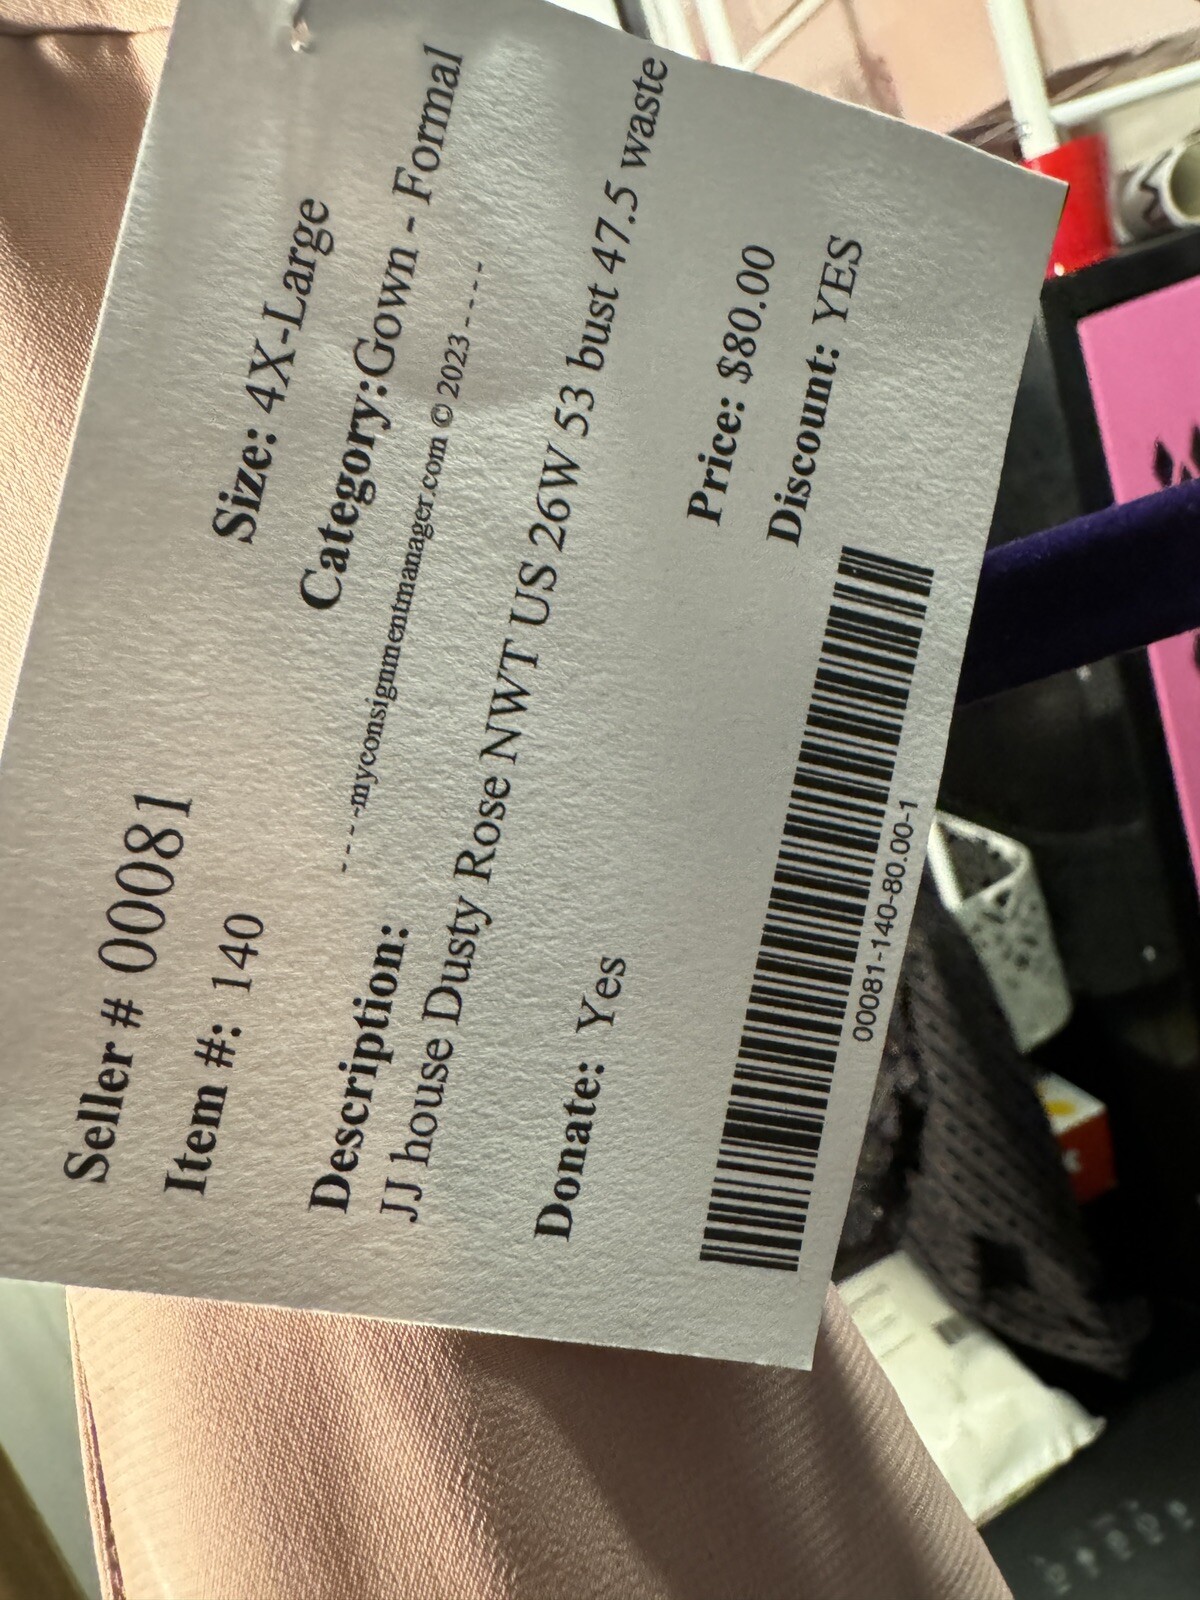 Seller # 00081
Size: 4X-Large
Item #: 140
Category:Gown - Formal
----myconsignmentmanager.com © 2023----
Description:
JJ house Dusty Rose NWT US 26W 53 bust 47.5 waste
Donate: Yes
Price: $80.00
Discount: YES
00081-140-80.00-1